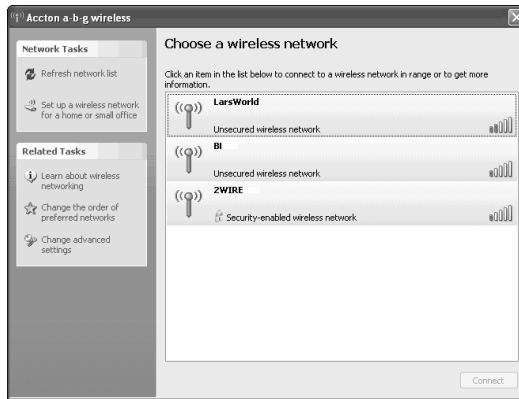 Accton a-b-g wireless
Network Tasks
Refresh network list
Set up a wireless network
for a home or small office
Related Tasks
Learn about wireless
networking
Change the order of
preferred networks
Change advanced
settings
Choose a wireless network
Click an item in the list below to connect to a wireless network in range or to get more
information.
LarsWorld
Unsecured wireless network
BI
Unsecured wireless network
2WIRE
Security-enabled wireless network
Connect